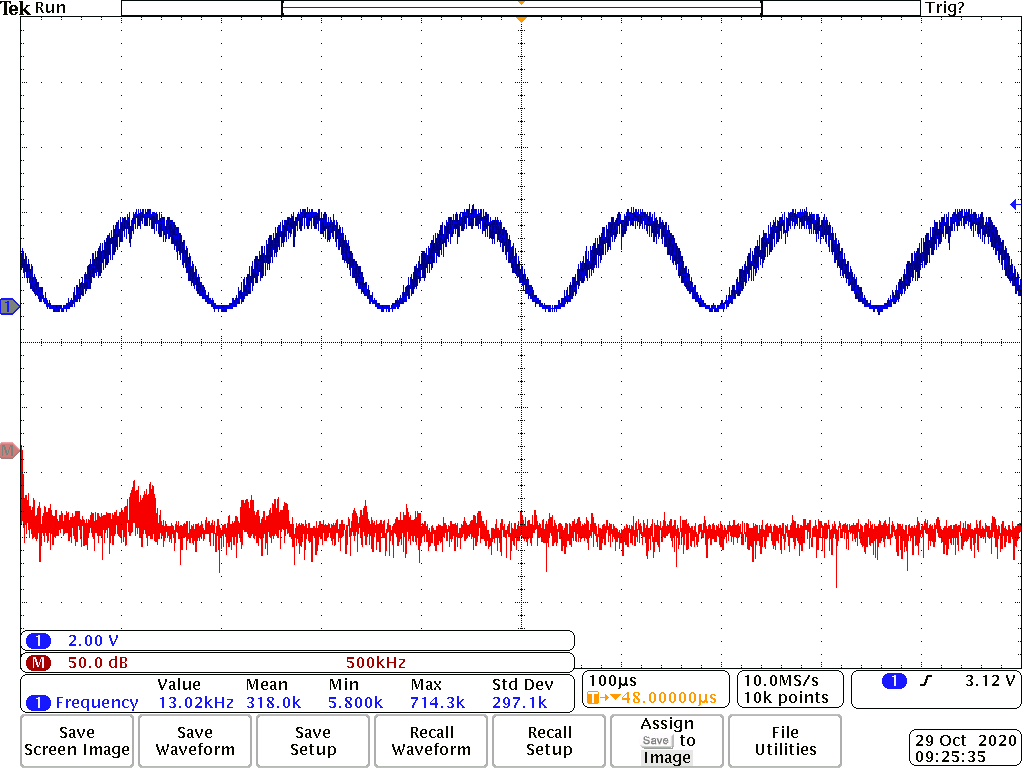 Tek Run
Trig?
1
M
1 2.00 V
M 50.0 dB 500kHz
Value Mean Min Max Std Dev
1 Frequency 13.02kHz 318.0k 5.800k 714.3k 297.1k
100µs
T→▼48.00000µs
10.0MS/s
10k points
1 3.12 V
Save
Screen Image
Save
Waveform
Save
Setup
Recall
Waveform
Recall
Setup
Assign
Save to
Image
File
Utilities
29 Oct 2020
09:25:35